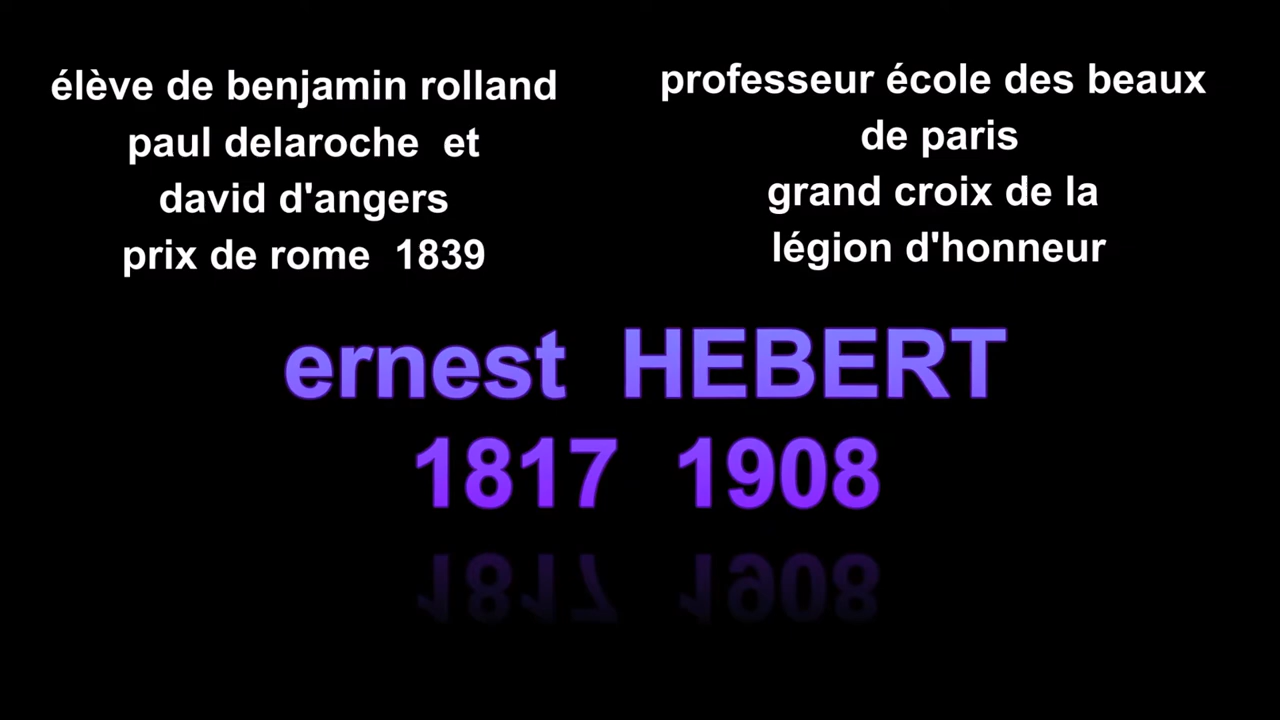 élève de benjamin rolland
paul delaroche et
david d'angers
prix de rome 1839
professeur école des beaux
de paris
grand croix de la
légion d'honneur
ernest HEBERT
1817 1908